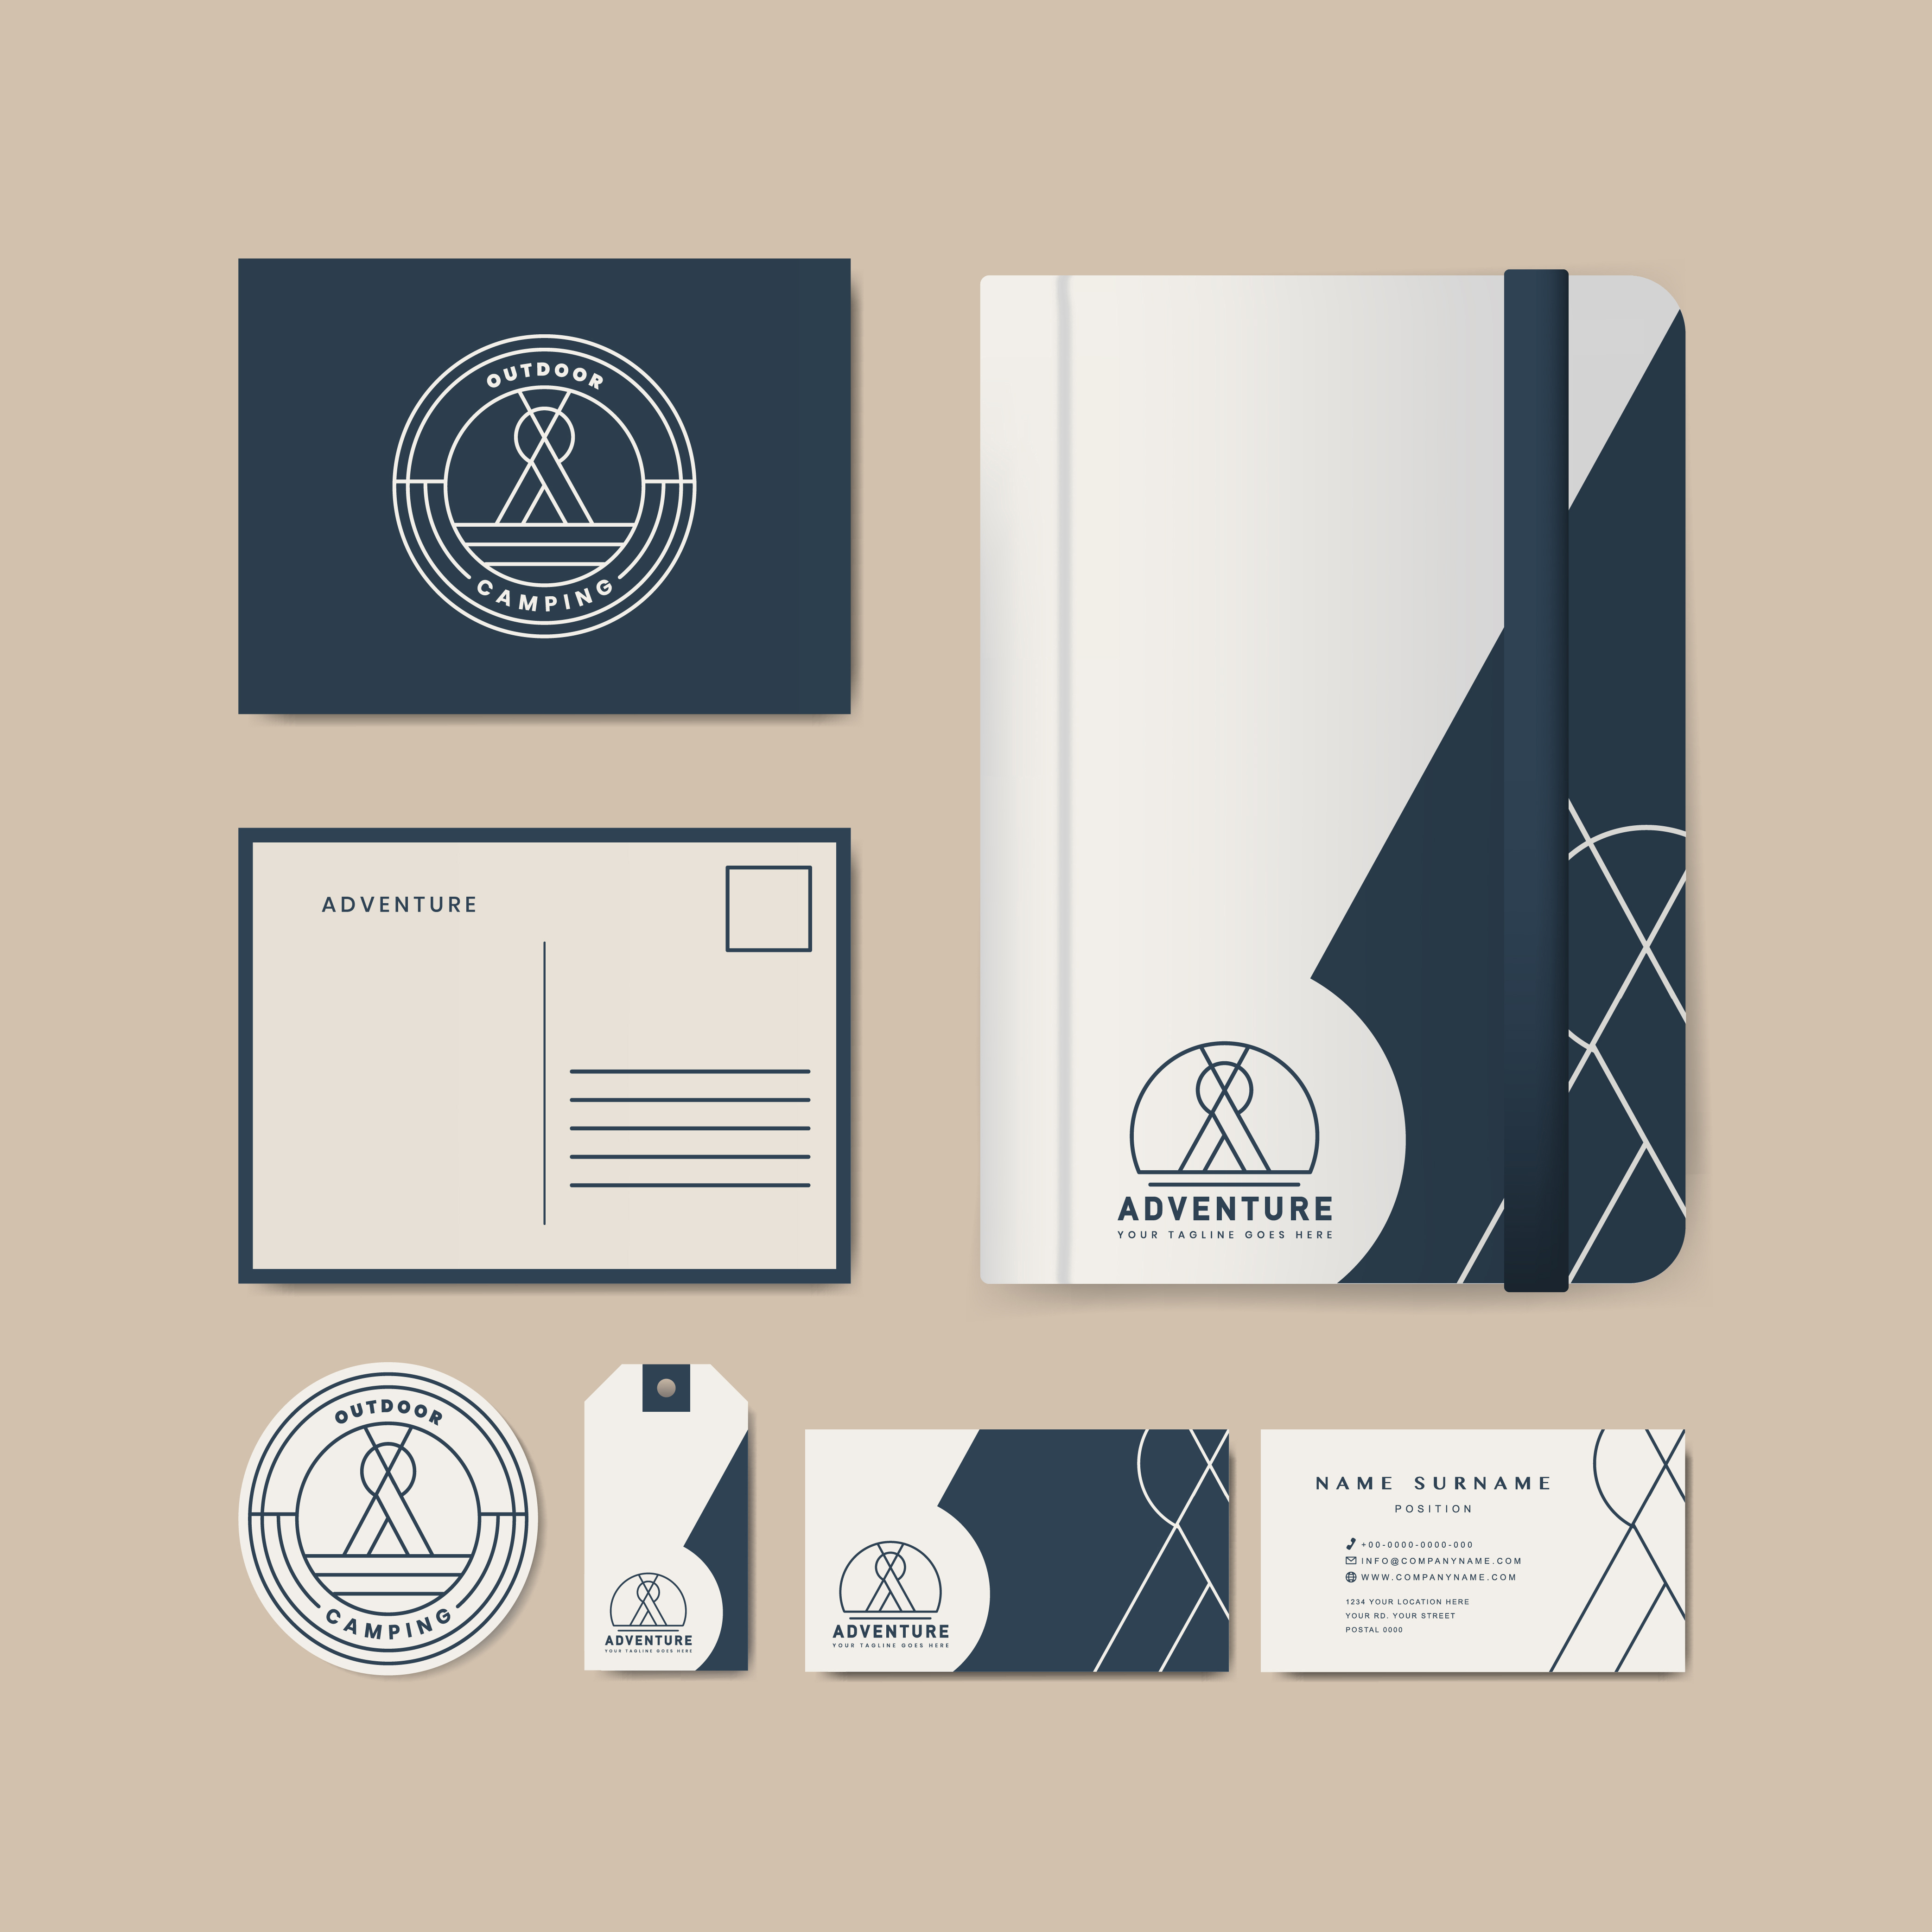 OUTDOOR
CAMPING
ADVENTURE
ADVENTURE
YOUR TAGLINE GOES HERE
OUTDOOR
CAMPING
ADVENTURE
YOUR TAGLINE GOES HERE
ADVENTURE
YOUR TAGLINE GOES HERE
NAME SURNAME
POSITION
+00-0000-0000-000
INFO@COMPANYNAME.COM
WWW.COMPANYNAME.COM
1234 YOUR LOCATION HERE
YOUR RD. YOUR STREET
POSTAL 0000